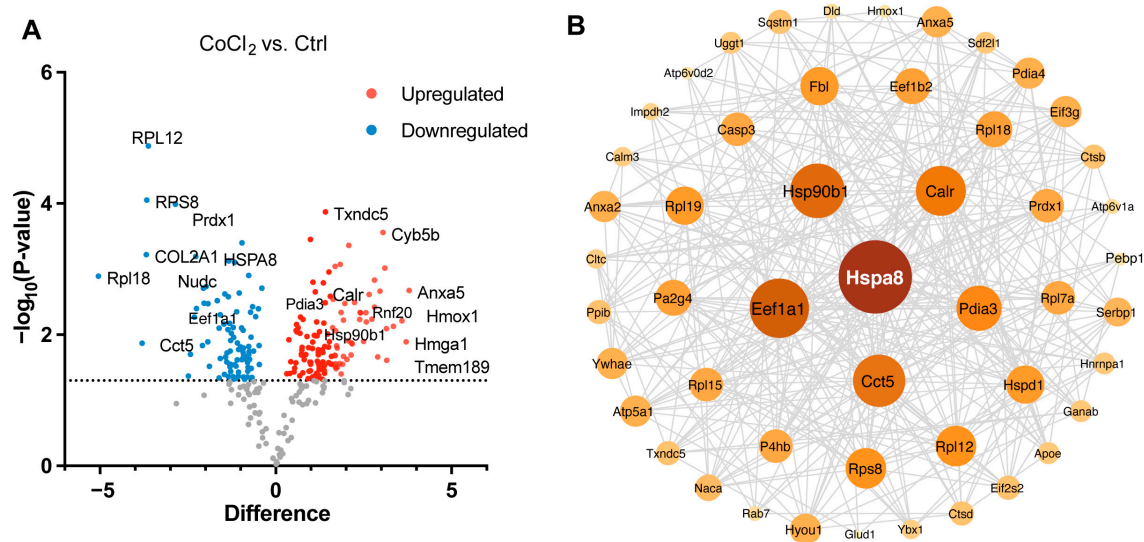 A
CoCl2 vs. Ctrl
Upregulated
Downregulated
6
4
2
0
−log10(P-value)
−5
0
5
Difference
RPL12
RPS8
Prdx1
COL2A1
HSPA8
Rpl18
Nudc
Eef1a1
Cct5
Txndc5
Cyb5b
Calr
Pdia3
Anxa5
Rnf20
Hmox1
Hsp90b1
Hmga1
Tmem189
B
Dld
Hmox1
Sqstm1
Anxa5
Uggt1
Sdf2l1
Atp6v0d2
Pdia4
Fbl
Eef1b2
Impdh2
Eif3g
Casp3
Rpl18
Calm3
Ctsb
Hsp90b1
Calr
Anxa2
Rpl19
Prdx1
Atp6v1a
Cltc
Pebp1
Hspa8
Pa2g4
Rpl7a
Ppib
Eef1a1
Pdia3
Serbp1
Ywhae
Hnrnpa1
Rpl15
Cct5
Hspd1
Atp5a1
Ganab
P4hb
Rpl12
Txndc5
Apoe
Rps8
Naca
Eif2s2
Rab7
Ctsd
Hyou1
Glud1
Ybx1